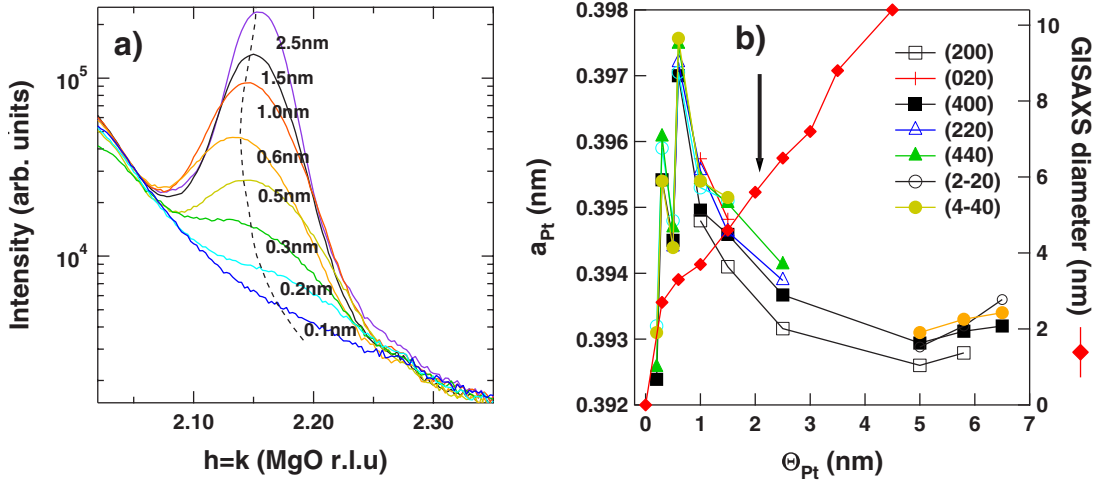 a)
2.5nm
1.5nm
1.0nm
0.6nm
0.5nm
0.3nm
0.2nm
0.1nm
10^5
10^4
Intensity (arb. units)
2.10
2.20
2.30
h=k (MgO r.l.u)
b)
0.398
0.397
0.396
0.395
0.394
0.393
0.392
a_Pt (nm)
0
1
2
3
4
5
6
7
Θ_Pt (nm)
(200)
(020)
(400)
(220)
(440)
(2-20)
(4-40)
10
8
6
4
2
0
GISAXS diameter (nm)